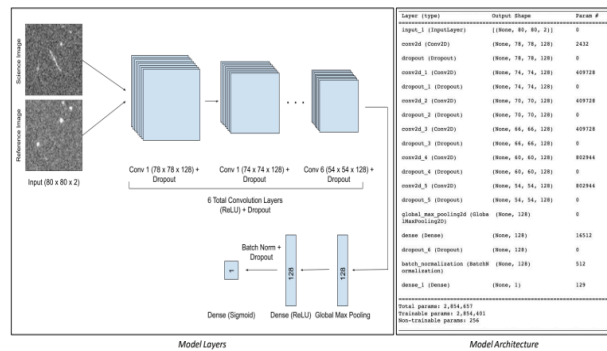 Science Image
Reference Image
Input (80 x 80 x 2)
Conv 1 (78 x 78 x 128) +
Dropout
Conv 1 (74 x 74 x 128) +
Dropout
Conv 6 (54 x 54 x 128) +
Dropout
6 Total Convolution Layers
(ReLU) + Dropout
Batch Norm +
Dropout
1
128
128
Dense (Sigmoid)
Dense (ReLU)
Global Max Pooling
Model Layers
Layer (type) Output Shape Param #
input_1 (InputLayer) [(None, 80, 80, 2)] 0
conv2d (Conv2D) (None, 78, 78, 128) 2432
dropout (Dropout) (None, 78, 78, 128) 0
conv2d_1 (Conv2D) (None, 74, 74, 128) 409728
dropout_1 (Dropout) (None, 74, 74, 128) 0
conv2d_2 (Conv2D) (None, 70, 70, 128) 409728
dropout_2 (Dropout) (None, 70, 70, 128) 0
conv2d_3 (Conv2D) (None, 66, 66, 128) 409728
dropout_3 (Dropout) (None, 66, 66, 128) 0
conv2d_4 (Conv2D) (None, 60, 60, 128) 802944
dropout_4 (Dropout) (None, 60, 60, 128) 0
conv2d_5 (Conv2D) (None, 54, 54, 128) 802944
dropout_5 (Dropout) (None, 54, 54, 128) 0
global_max_pooling2d (Globa (None, 128) 0
lMaxPooling2D)
dense (Dense) (None, 128) 16512
dropout_6 (Dropout) (None, 128) 0
batch_normalization (BatchN (None, 128) 512
ormalization)
dense_1 (Dense) (None, 1) 129
Total params: 2,854,657
Trainable params: 2,854,401
Non-trainable params: 256
Model Architecture